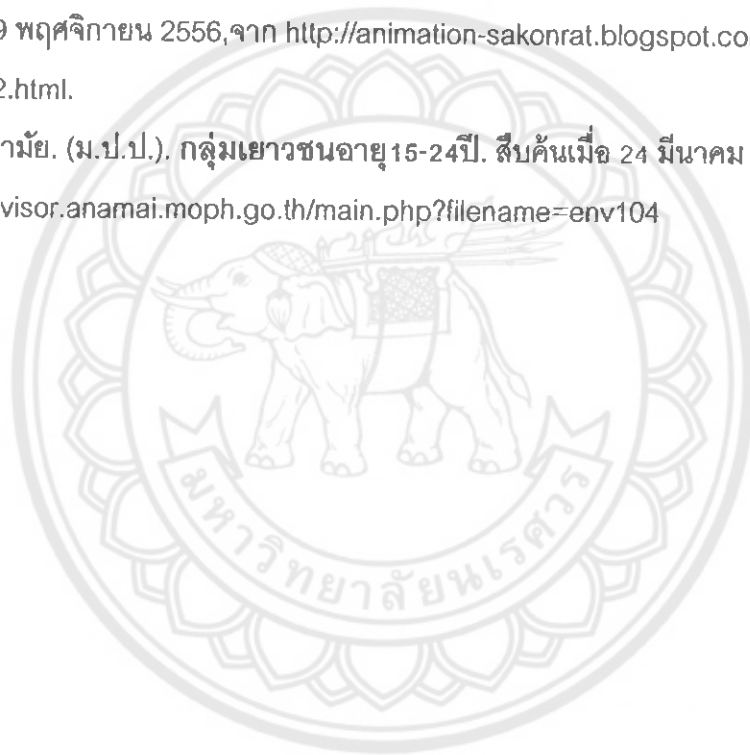 9 พฤศจิกายน 2556,จาก http://animation-sakonrat.blogspot.co
2.html.
ามัย. (ม.ป.ป.). กลุ่มเยาวชนอายุ15-24ปี. สืบค้นเมื่อ 24 มีนาคม
visor.anamai.moph.go.th/main.php?filename=env104
มหาวิทยาลัยนเรศวร